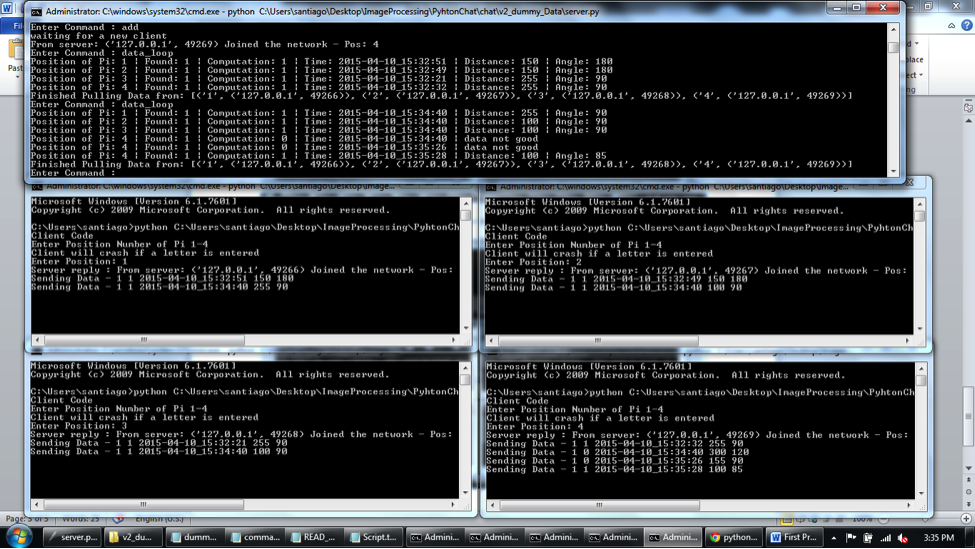 Administrator: C:\windows\system32\cmd.exe - python C:\Users\santiago\Desktop\ImageProcessing\PyhtonChat\chat\v2_dummy_Data\server.py
Enter Command : add
waiting for a new client
From server: ('127.0.0.1', 49269) Joined the network - Pos: 4
Enter Command : data_loop
Position of Pi: 1 | Found: 1 | Computation: 1 | Time: 2015-04-10_15:32:51 | Distance: 150 | Angle: 180
Position of Pi: 2 | Found: 1 | Computation: 1 | Time: 2015-04-10_15:32:49 | Distance: 150 | Angle: 180
Position of Pi: 3 | Found: 1 | Computation: 1 | Time: 2015-04-10_15:32:21 | Distance: 255 | Angle: 90
Position of Pi: 4 | Found: 1 | Computation: 1 | Time: 2015-04-10_15:32:32 | Distance: 255 | Angle: 90
Finished Pulling Data from: [('1', ('127.0.0.1', 49266)), ('2', ('127.0.0.1', 49267)), ('3', ('127.0.0.1', 49268)), ('4', ('127.0.0.1', 49269))]
Enter Command : data_loop
Position of Pi: 1 | Found: 1 | Computation: 1 | Time: 2015-04-10_15:34:40 | Distance: 255 | Angle: 90
Position of Pi: 2 | Found: 1 | Computation: 1 | Time: 2015-04-10_15:34:40 | Distance: 100 | Angle: 90
Position of Pi: 3 | Found: 1 | Computation: 1 | Time: 2015-04-10_15:34:40 | Distance: 100 | Angle: 90
Position of Pi: 4 | Found: 1 | Computation: 0 | Time: 2015-04-10_15:34:40 | data not good
Position of Pi: 4 | Found: 1 | Computation: 0 | Time: 2015-04-10_15:35:26 | data not good
Position of Pi: 4 | Found: 1 | Computation: 1 | Time: 2015-04-10_15:35:28 | Distance: 100 | Angle: 85
Finished Pulling Data from: [('1', ('127.0.0.1', 49266)), ('2', ('127.0.0.1', 49267)), ('3', ('127.0.0.1', 49268)), ('4', ('127.0.0.1', 49269))]
Enter Command :
Administrator: C:\windows\system32\cmd.exe - python C:\Users\santiago\Desktop\Image...
Microsoft Windows [Version 6.1.7601]
Copyright (c) 2009 Microsoft Corporation. All rights reserved.
C:\Users\santiago>python C:\Users\santiago\Desktop\ImageProcessing\PyhtonCh
Client Code
Enter Position Number of Pi 1-4
Client will crash if a letter is entered
Enter Position: 1
Server reply : From server: ('127.0.0.1', 49266) Joined the network - Pos:
Sending Data - 1 1 2015-04-10_15:32:51 150 180
Sending Data - 1 1 2015-04-10_15:34:40 255 90
Administrator: C:\windows\system32\cmd.exe - python C:\Users\santiago\Desktop\Image...
Microsoft Windows [Version 6.1.7601]
Copyright (c) 2009 Microsoft Corporation. All rights reserved.
C:\Users\santiago>python C:\Users\santiago\Desktop\ImageProcessing\PyhtonCh
Client Code
Enter Position Number of Pi 1-4
Client will crash if a letter is entered
Enter Position: 2
Server reply : From server: ('127.0.0.1', 49267) Joined the network - Pos:
Sending Data - 1 1 2015-04-10_15:32:49 150 180
Sending Data - 1 1 2015-04-10_15:34:40 100 90
Microsoft Windows [Version 6.1.7601]
Copyright (c) 2009 Microsoft Corporation. All rights reserved.
C:\Users\santiago>python C:\Users\santiago\Desktop\ImageProcessing\PyhtonCh
Client Code
Enter Position Number of Pi 1-4
Client will crash if a letter is entered
Enter Position: 3
Server reply : From server: ('127.0.0.1', 49268) Joined the network - Pos:
Sending Data - 1 1 2015-04-10_15:32:21 255 90
Sending Data - 1 1 2015-04-10_15:34:40 100 90
Microsoft Windows [Version 6.1.7601]
Copyright (c) 2009 Microsoft Corporation. All rights reserved.
C:\Users\santiago>python C:\Users\santiago\Desktop\ImageProcessing\PyhtonCh
Client Code
Enter Position Number of Pi 1-4
Client will crash if a letter is entered
Enter Position: 4
Server reply : From server: ('127.0.0.1', 49269) Joined the network - Pos:
Sending Data - 1 1 2015-04-10_15:32:32 255 90
Sending Data - 1 0 2015-04-10_15:34:40 300 120
Sending Data - 1 0 2015-04-10_15:35:26 155 90
Sending Data - 1 1 2015-04-10_15:35:28 100 85
server.p... v2_du... dumm... comma... READ_... Script.t... Admini... Admini... Admini... Admini... Admini... python... First Pr... 3:35 PM